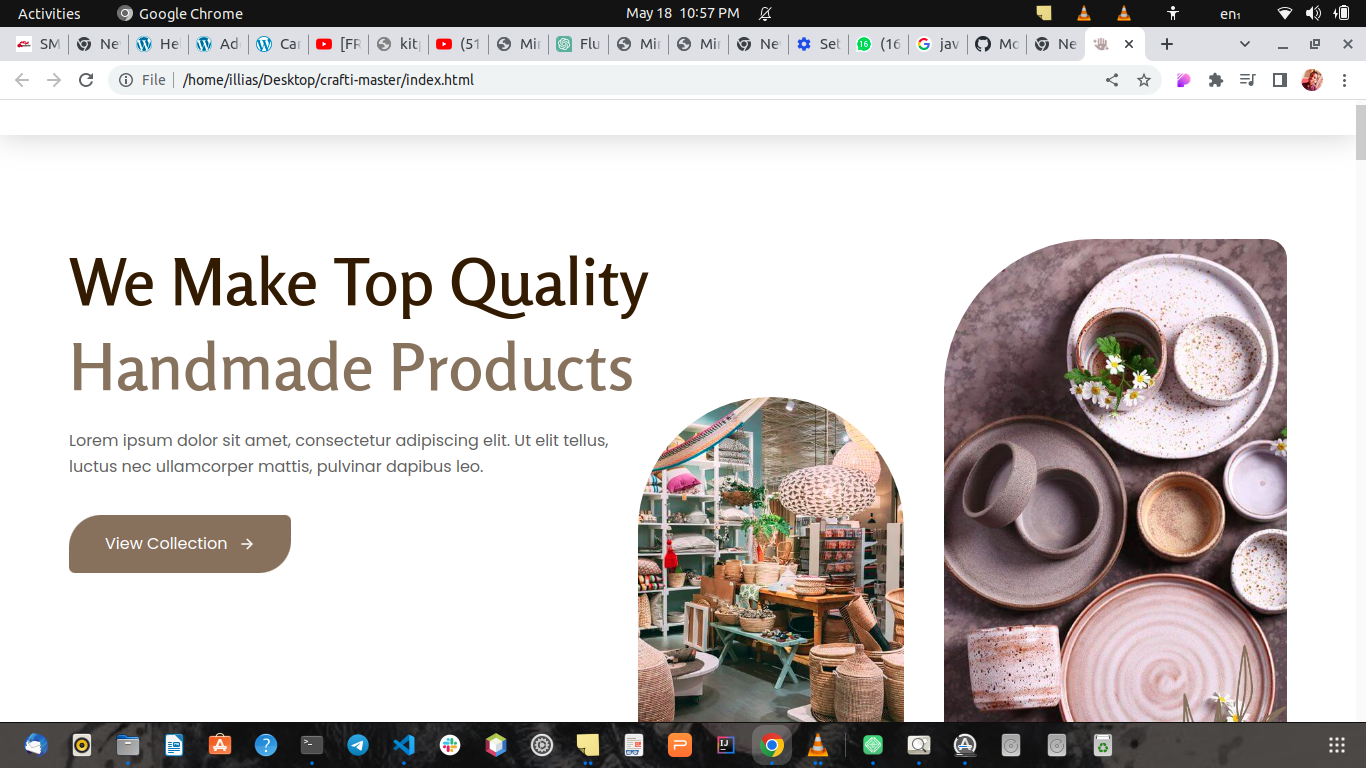 Activities
Google Chrome
May 18 10:57 PM
en₁
SM
Ne
He
Ad
Ca
[FR
kit
(51
Mi
Flu
Mi
Mi
Ne
Set
(16
jav
Mc
Ne
File
/home/illias/Desktop/crafti-master/index.html
We Make Top Quality
Handmade Products
Lorem ipsum dolor sit amet, consectetur adipiscing elit. Ut elit tellus,
luctus nec ullamcorper mattis, pulvinar dapibus leo.
View Collection →